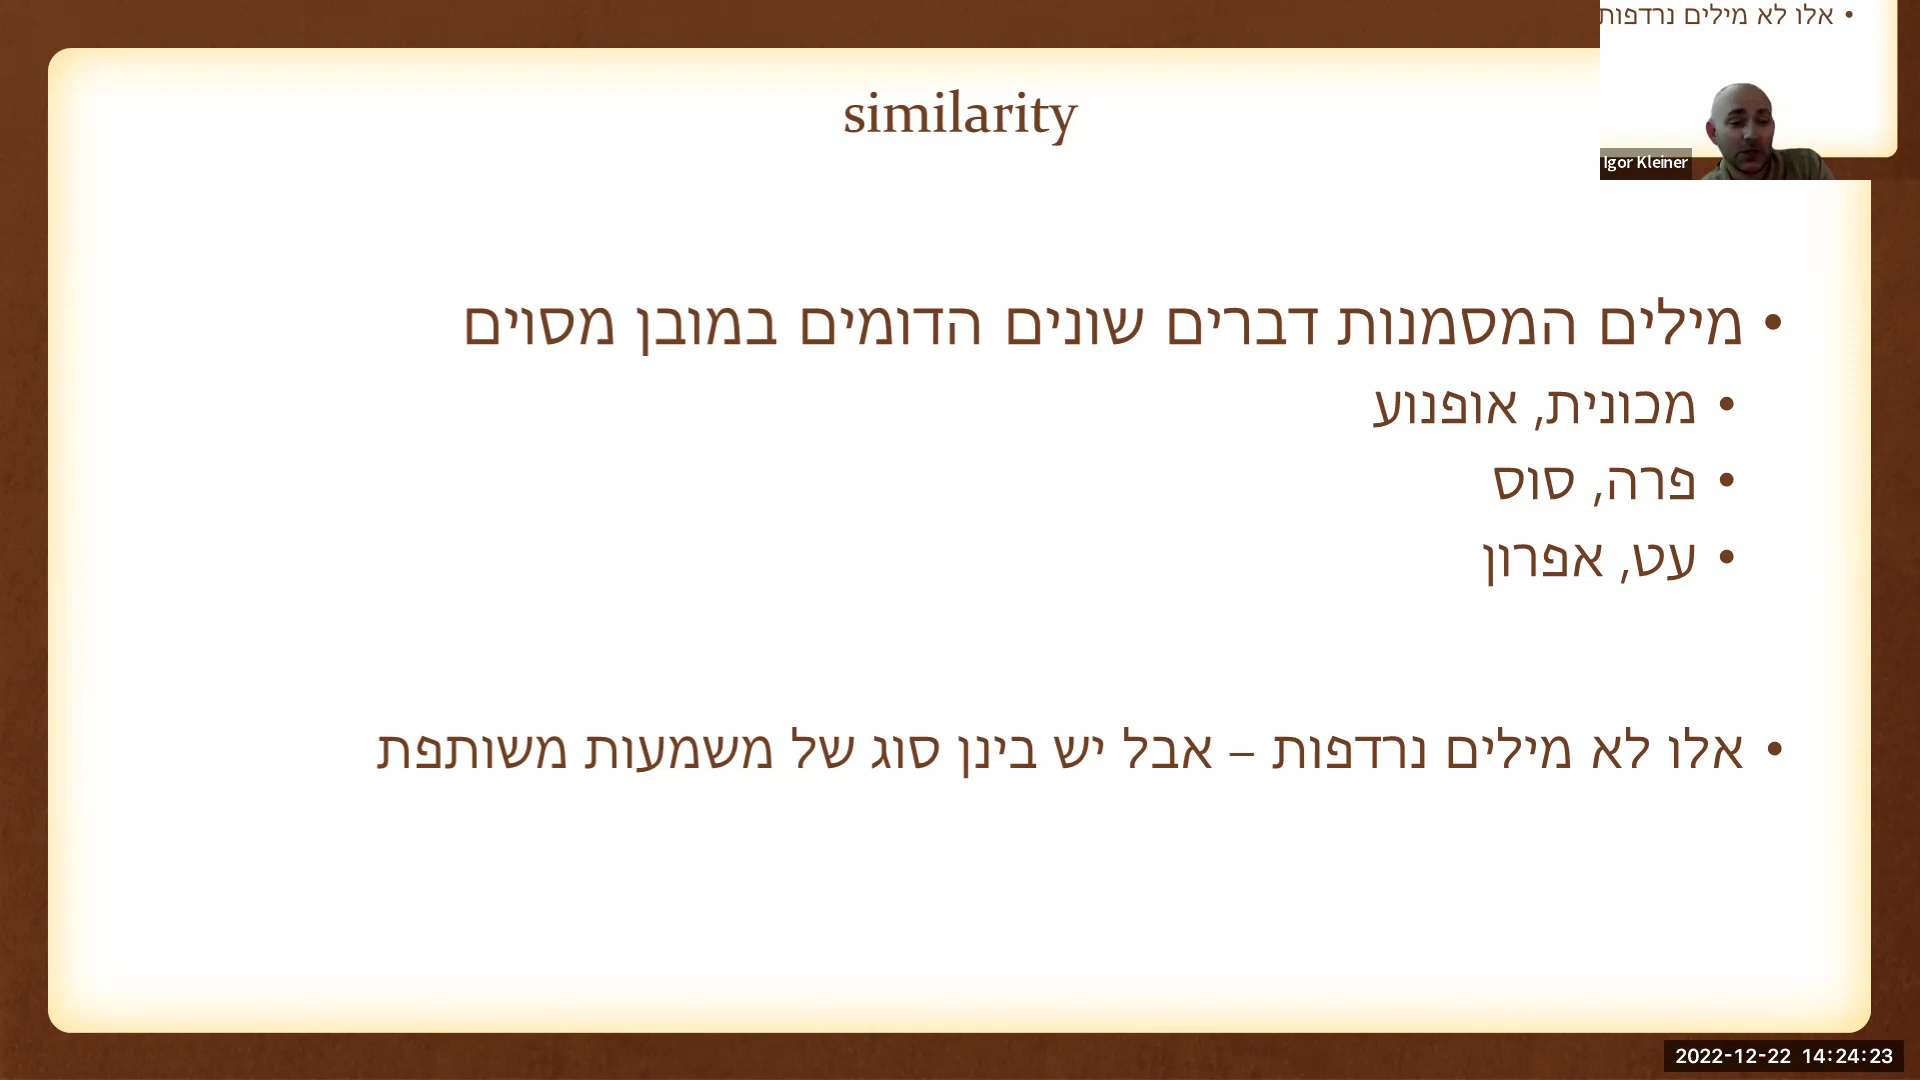 • אלו לא מילים נרדפות
similarity
Igor Kleiner
• מילים המסמנות דברים שונים הדומים במובן מסוים
• מכונית, אופנוע
• פרה, סוס
• עט, אפרון
• אלו לא מילים נרדפות – אבל יש בינן סוג של משמעות משותפת
2022-12-22 14:24:23